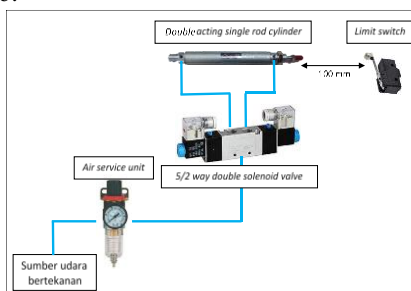 Double acting single rod cylinder
Limit switch
100 mm
Air service unit
5/2 way double solenoid valve
Sumber udara
bertekanan